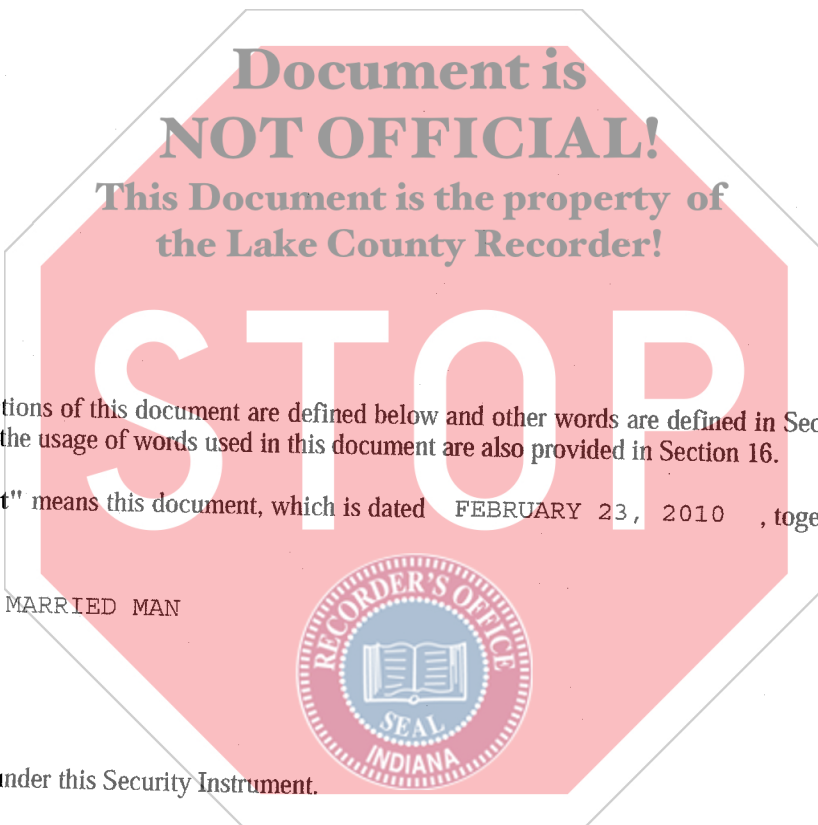 Document is
NOT OFFICIAL!
This Document is the property of
the Lake County Recorder!
STOP
tions of this document are defined below and other words are defined in Sec
the usage of words used in this document are also provided in Section 16.
t" means this document, which is dated FEBRUARY 23, 2010 , toge
MARRIED MAN
RECORDER'S OFFICE
SEAL
INDIANA
under this Security Instrument.